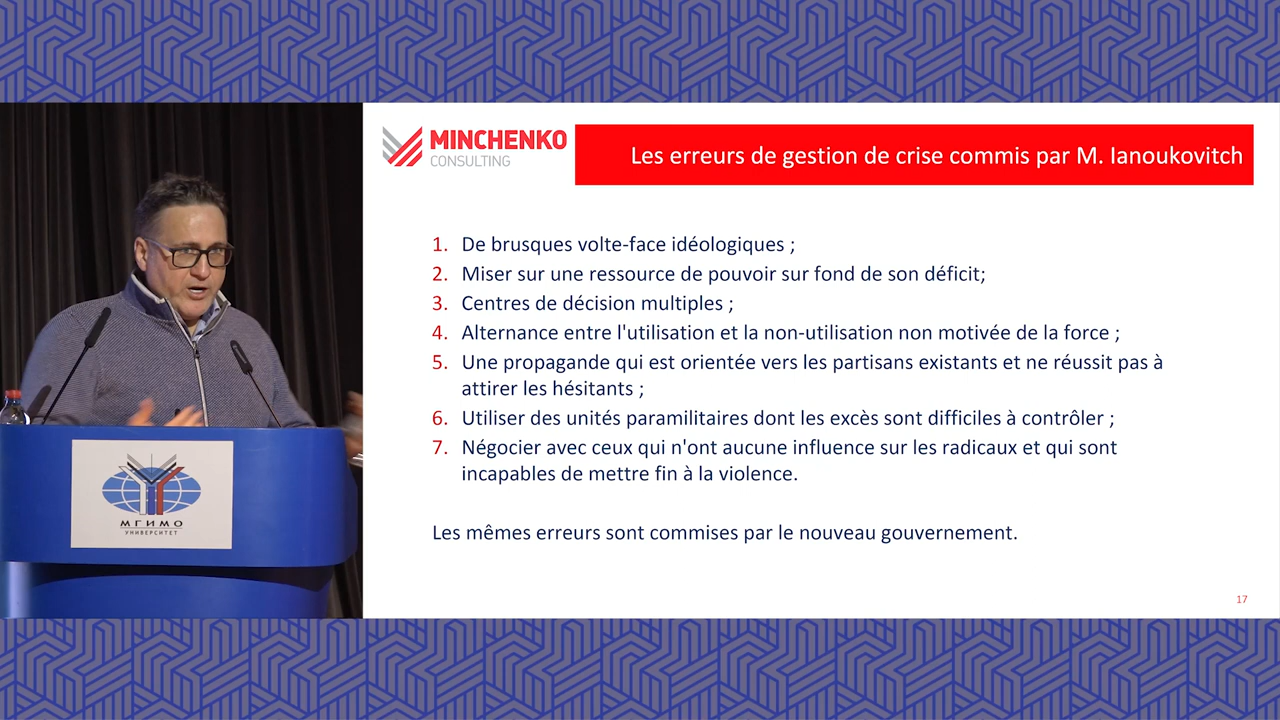 MINCHENKO
CONSULTING
Les erreurs de gestion de crise commis par M. Ianoukovitch
1. De brusques volte-face idéologiques ;
2. Miser sur une ressource de pouvoir sur fond de son déficit;
3. Centres de décision multiples ;
4. Alternance entre l'utilisation et la non-utilisation non motivée de la force ;
5. Une propagande qui est orientée vers les partisans existants et ne réussit pas à
attirer les hésitants ;
6. Utiliser des unités paramilitaires dont les excès sont difficiles à contrôler ;
7. Négocier avec ceux qui n'ont aucune influence sur les radicaux et qui sont
incapables de mettre fin à la violence.
Les mêmes erreurs sont commises par le nouveau gouvernement.
17
МГИМО
УНИВЕРСИТЕТ